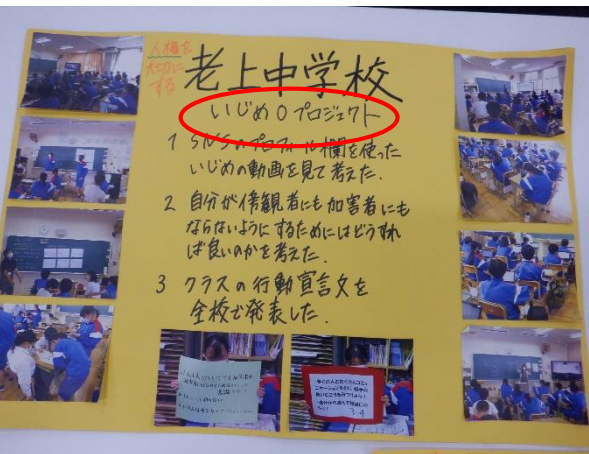 人権を
大切に
する
老上中学校
いじめ0プロジェクト
1 SNSのプロフィール欄を使った
いじめの動画を見て考えた.
2 自分が傍観者にも加害者にも
ならないようにするためにはどうすれ
ば良いのかを考えた.
3 クラスの行動宣言文を
全校で発表した.
3-4